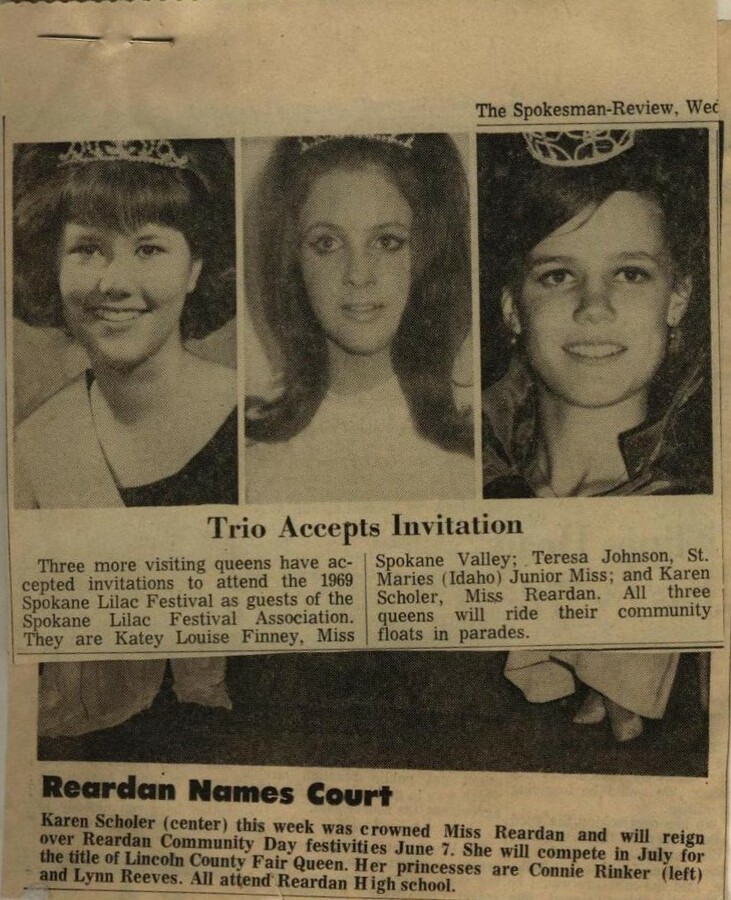 The Spokesman-Review, Wed
Trio Accepts Invitation
Three more visiting queens have ac-
cepted invitations to attend the 1969
Spokane Lilac Festival as guests of the
Spokane Lilac Festival Association.
They are Katey Louise Finney, Miss
Spokane Valley; Teresa Johnson, St.
Maries (Idaho) Junior Miss; and Karen
Scholer, Miss Reardan. All three
queens will ride their community
floats in parades.
Reardan Names Court
Karen Scholer (center) this week was crowned Miss Reardan and will reign
over Reardan Community Day festivities June 7. She will compete in July for
the title of Lincoln County Fair Queen. Her princesses are Connie Rinker (left)
and Lynn Reeves. All attend Reardan High school.